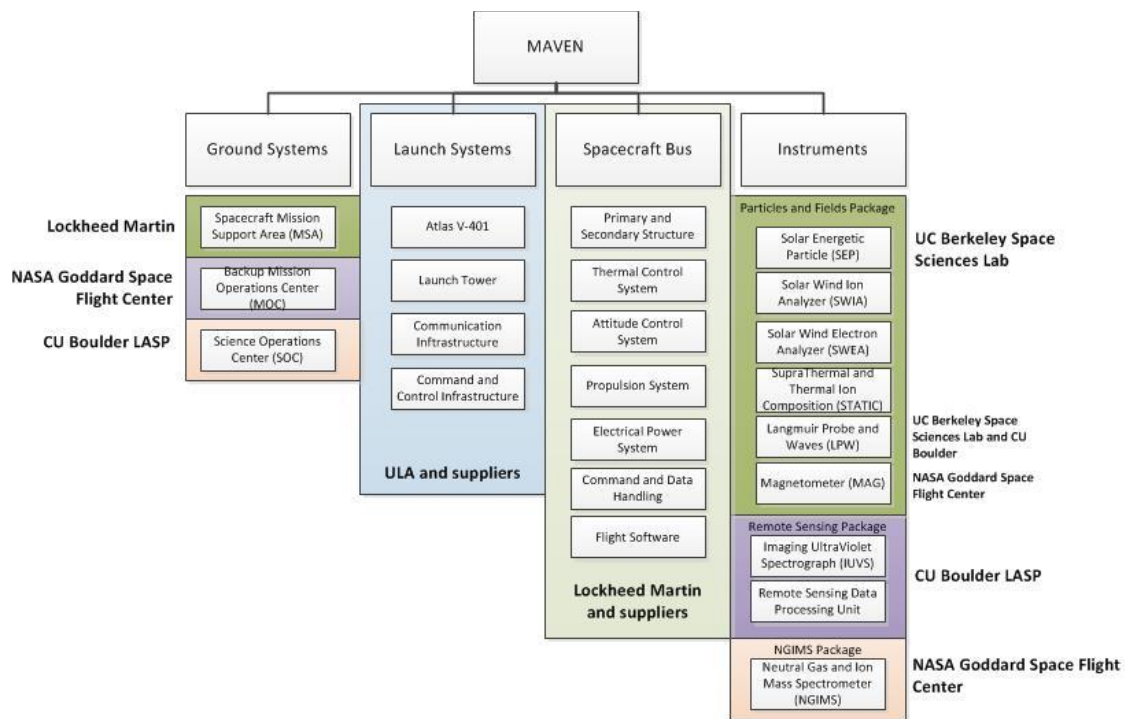 MAVEN
Ground Systems
Launch Systems
Spacecraft Bus
Instruments
Lockheed Martin
Spacecraft Mission
Support Area (MSA)
NASA Goddard Space
Flight Center
Backup Mission
Operations Center
(MOC)
CU Boulder LASP
Science Operations
Center (SOC)
Atlas V-401
Launch Tower
Communication
Inftrastructure
Command and
Control Infrastructure
ULA and suppliers
Primary and
Secondary Structure
Thermal Control
System
Attitude Control
System
Propulsion System
Electrical Power
System
Command and Data
Handling
Flight Software
Lockheed Martin
and suppliers
Particles and Fields Package
Solar Energetic
Particle (SEP)
Solar Wind Ion
Analyzer (SWIA)
Solar Wind Electron
Analyzer (SWEA)
SupraThermal and
Thermal Ion
Composition (STATIC)
Langmuir Probe and
Waves (LPW)
Magnetometer (MAG)
UC Berkeley Space
Sciences Lab
UC Berkeley Space
Sciences Lab and CU
Boulder
NASA Goddard Space
Flight Center
Remote Sensing Package
Imaging UltraViolet
Spectrograph (IUVS)
Remote Sensing Data
Processing Unit
CU Boulder LASP
NGIMS Package
Neutral Gas and Ion
Mass Spectrometer
(NGIMS)
NASA Goddard Space Flight
Center